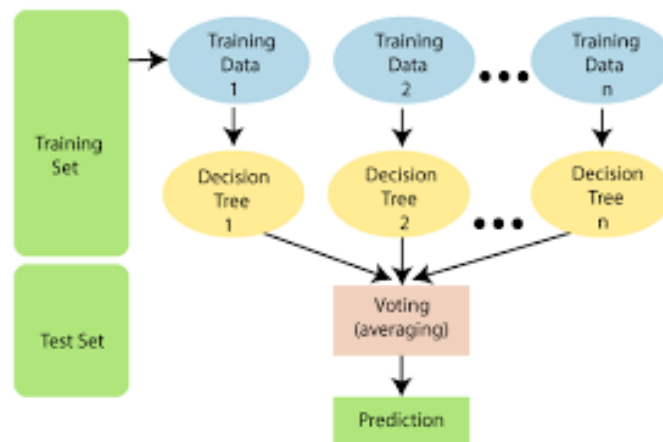 Training
Set
Test Set
Training
Data
1
Training
Data
2
Training
Data
n
Decision
Tree
1
Decision
Tree
2
Decision
Tree
n
Voting
(averaging)
Prediction